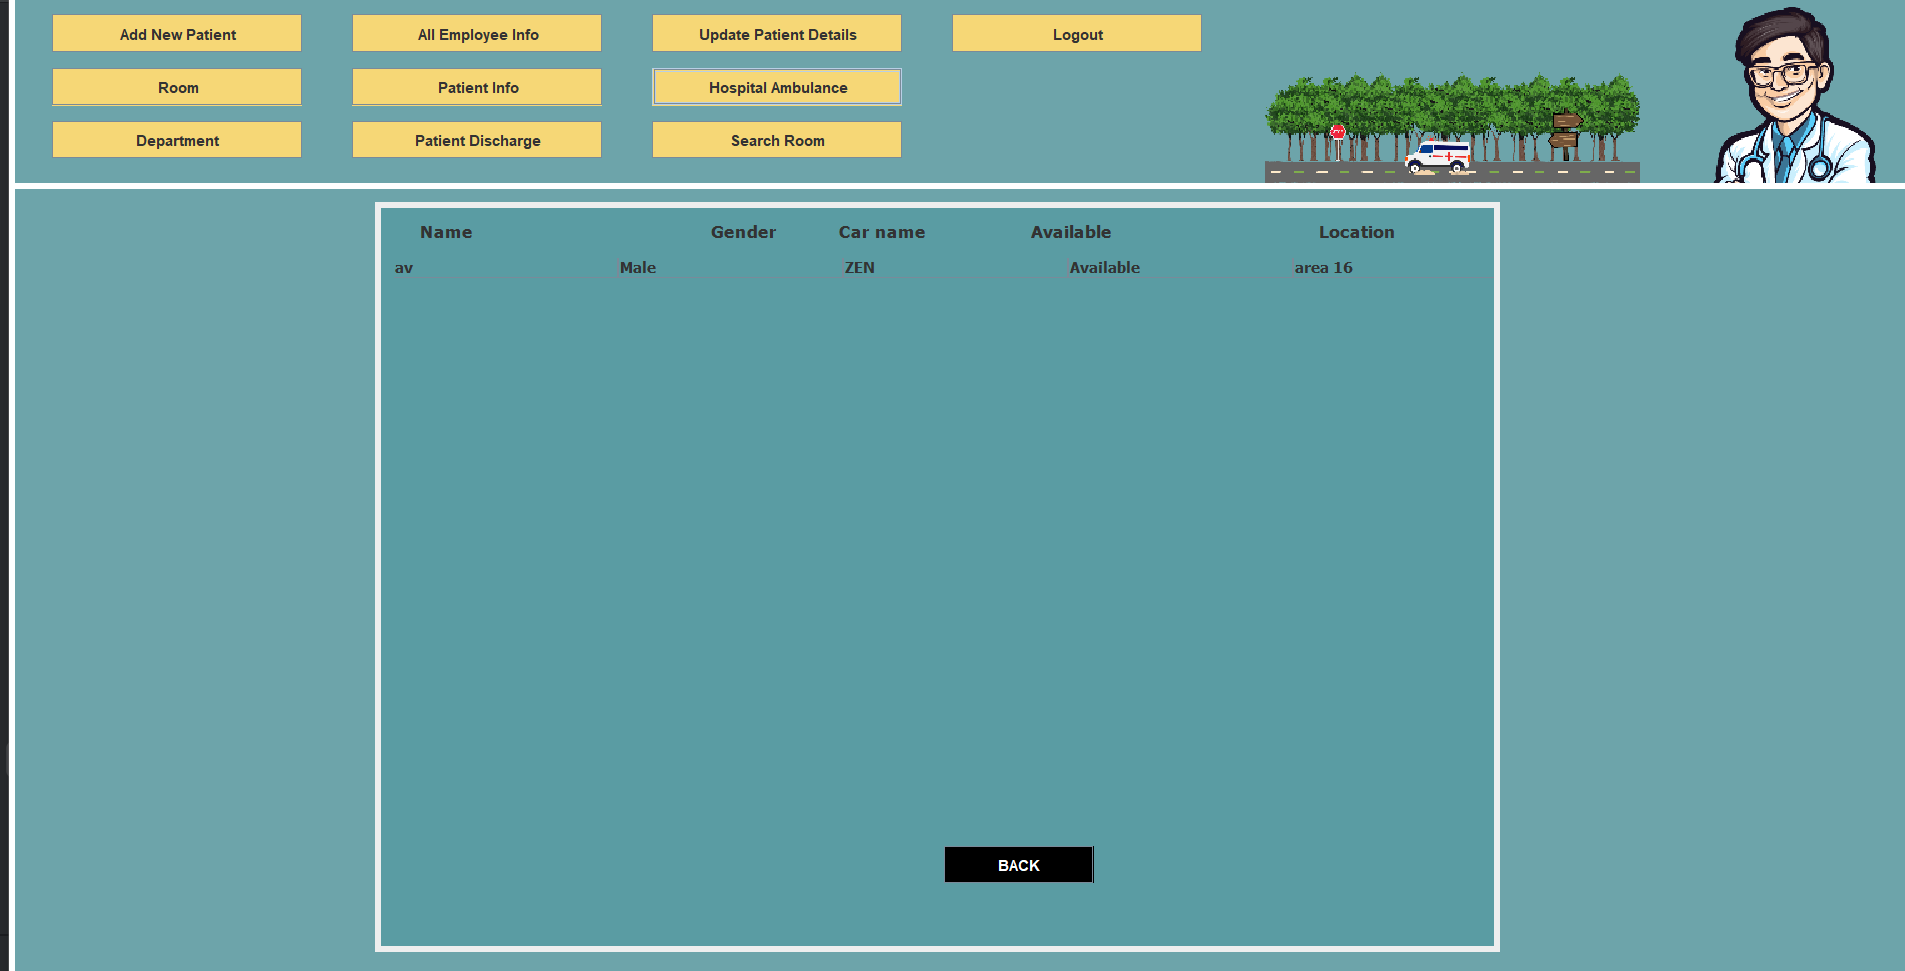 Add New Patient
All Employee Info
Update Patient Details
Logout
Room
Patient Info
Hospital Ambulance
Department
Patient Discharge
Search Room
Name Gender Car name Available Location
av Male ZEN Available area 16
BACK